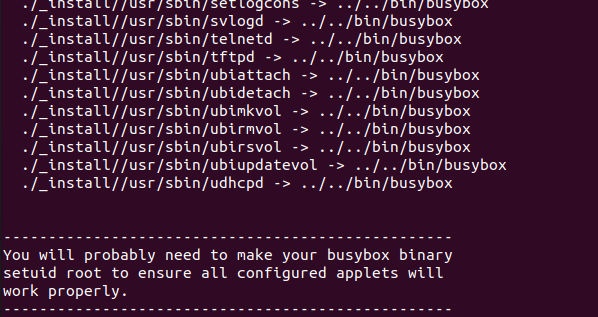 ./_install//usr/sbin/setlogcons -> ../../bin/busybox
./_install//usr/sbin/svlogd -> ../../bin/busybox
./_install//usr/sbin/telnetd -> ../../bin/busybox
./_install//usr/sbin/tftpd -> ../../bin/busybox
./_install//usr/sbin/ubiattach -> ../../bin/busybox
./_install//usr/sbin/ubidetach -> ../../bin/busybox
./_install//usr/sbin/ubimkvol -> ../../bin/busybox
./_install//usr/sbin/ubirmvol -> ../../bin/busybox
./_install//usr/sbin/ubirsvol -> ../../bin/busybox
./_install//usr/sbin/ubiupdatevol -> ../../bin/busybox
./_install//usr/sbin/udhcpd -> ../../bin/busybox
--------------------------------------------------
You will probably need to make your busybox binary
setuid root to ensure all configured applets will
work properly.
--------------------------------------------------